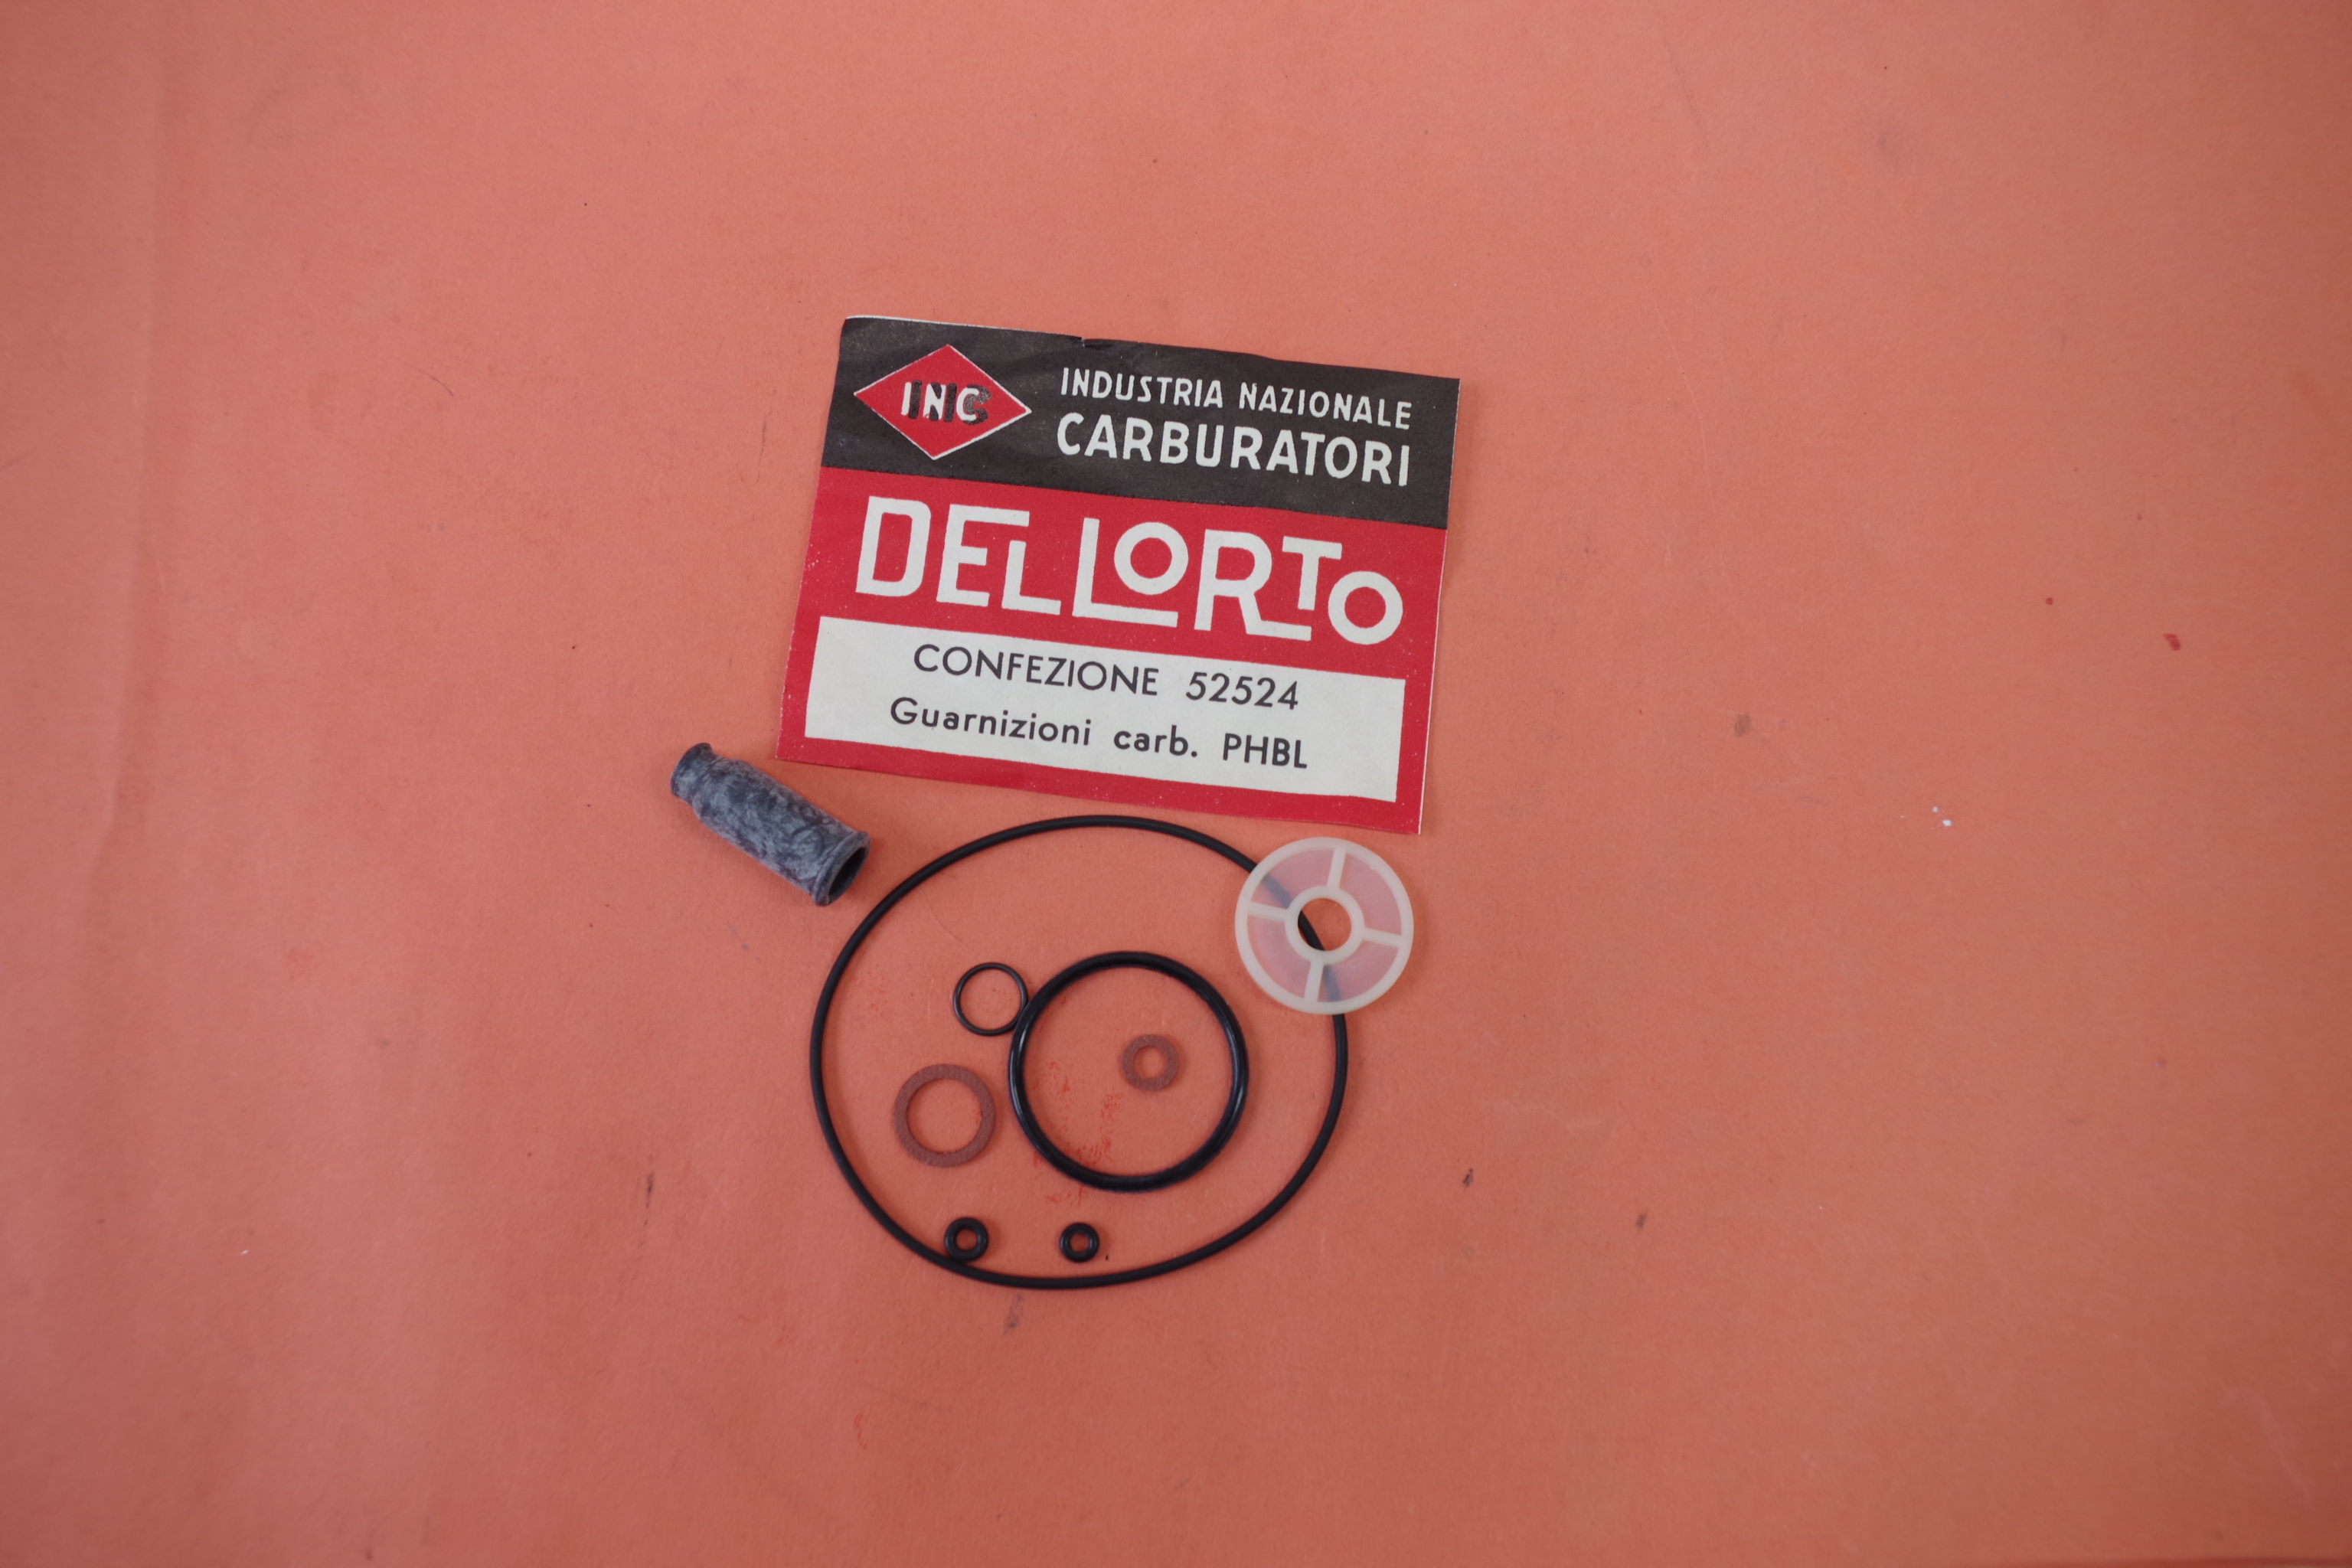 INC
INDUSTRIA NAZIONALE
CARBURATORI
DELLORTO
CONFEZIONE 52524
Guarnizioni carb. PHBL